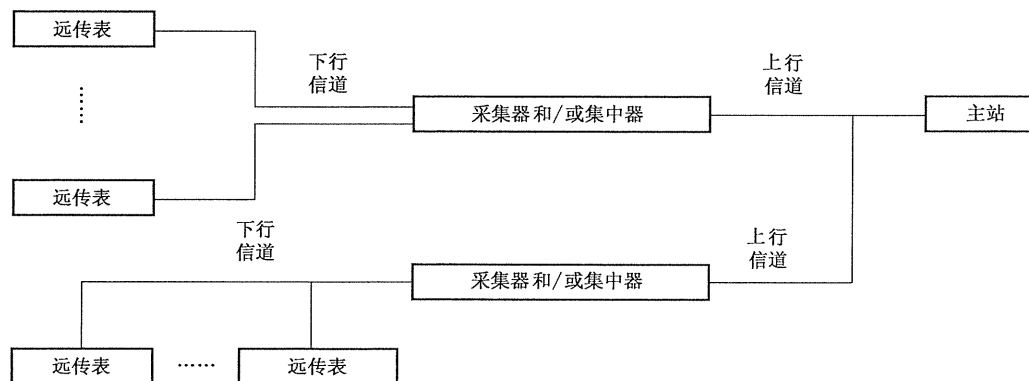 远传表
下行
信道
上行
信道
采集器和/或集中器
主站
远传表
下行
信道
上行
信道
采集器和/或集中器
远传表
……
远传表